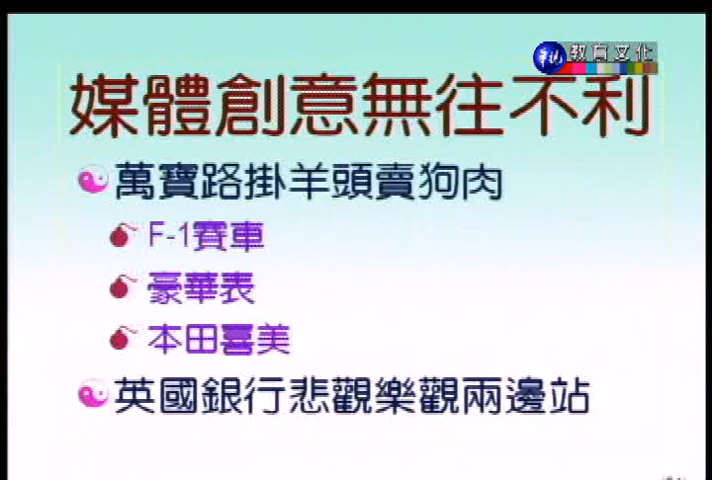 華視 教育文化
媒體創意無往不利
萬寶路掛羊頭賣狗肉
F-1賽車
豪華表
本田喜美
英國銀行悲觀樂觀兩邊站